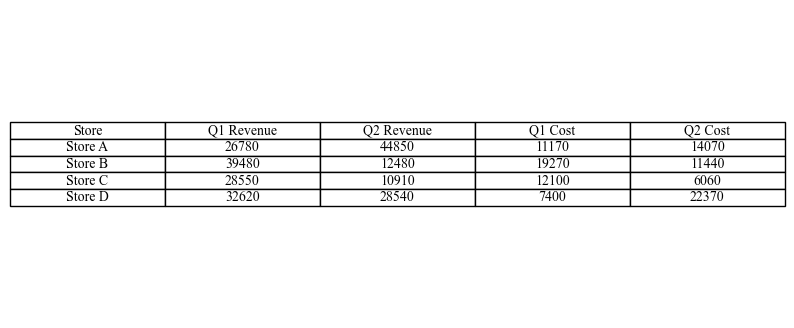 Store Q1 Revenue Q2 Revenue Q1 Cost Q2 Cost
Store A 26780 44850 11170 14070
Store B 39480 12480 19270 11440
Store C 28550 10910 12100 6060
Store D 32620 28540 7400 22370